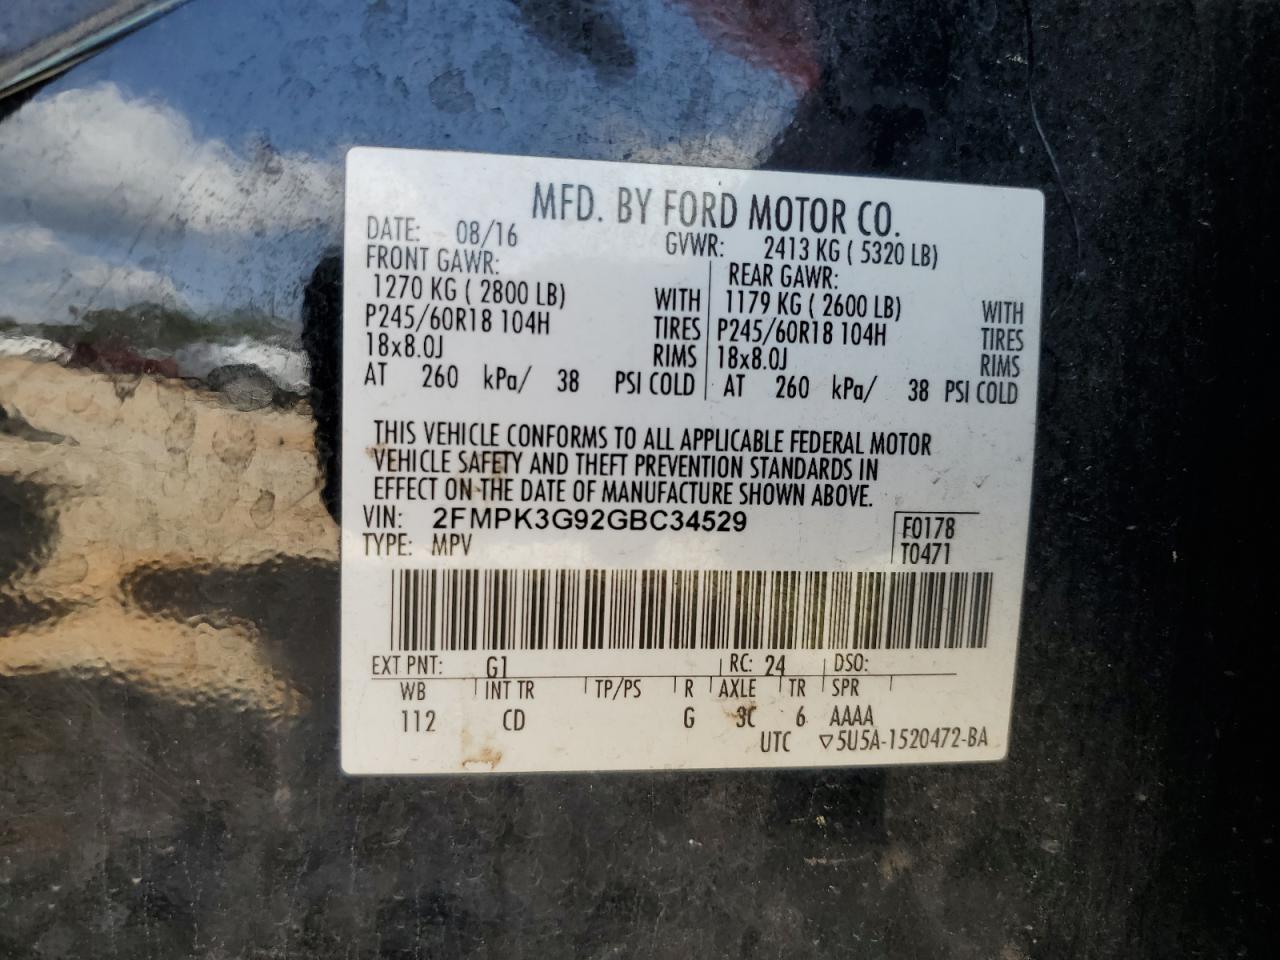 MFD. BY FORD MOTOR CO.
DATE: 08/16 GVWR: 2413 KG ( 5320 LB)
FRONT GAWR: REAR GAWR:
1270 KG ( 2800 LB) WITH 1179 KG ( 2600 LB) WITH
P245/60R18 104H TIRES P245/60R18 104H TIRES
18x8.0J RIMS 18x8.0J RIMS
AT 260 kPa/ 38 PSI COLD AT 260 kPa/ 38 PSI COLD
THIS VEHICLE CONFORMS TO ALL APPLICABLE FEDERAL MOTOR
VEHICLE SAFETY AND THEFT PREVENTION STANDARDS IN
EFFECT ON THE DATE OF MANUFACTURE SHOWN ABOVE.
VIN: 2FMPK3G92GBC34529 F0178
TYPE: MPV T0471
EXT PNT: G1 RC: 24 DSO:
WB INT TR TP/PS R AXLE TR SPR
112 CD G 3C 6 AAAA
UTC ▽5U5A-1520472-BA